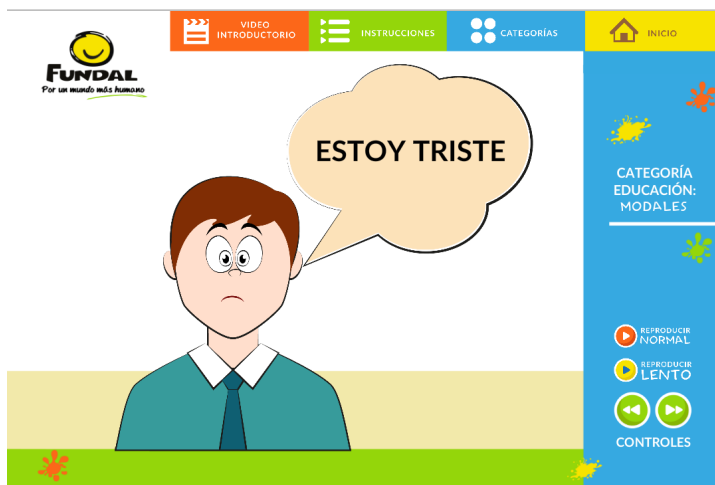 VIDEO
INTRODUCTORIO
INSTRUCCIONES
CATEGORÍAS
INICIO
FUNDAL
Por un mundo más humano
ESTOY TRISTE
CATEGORÍA
EDUCACIÓN:
MODALES
REPRODUCIR
NORMAL
REPRODUCIR
LENTO
CONTROLES